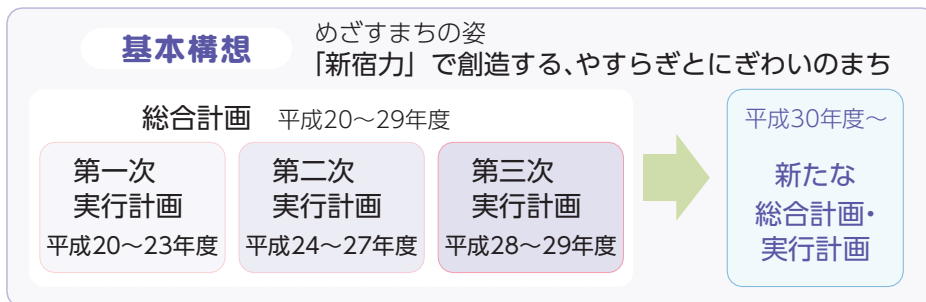 基本構想
めざすまちの姿
「新宿力」で創造する、やすらぎとにぎわいのまち
総合計画 平成20～29年度
第一次
実行計画
平成20～23年度
第二次
実行計画
平成24～27年度
第三次
実行計画
平成28～29年度
平成30年度～
新たな
総合計画・
実行計画